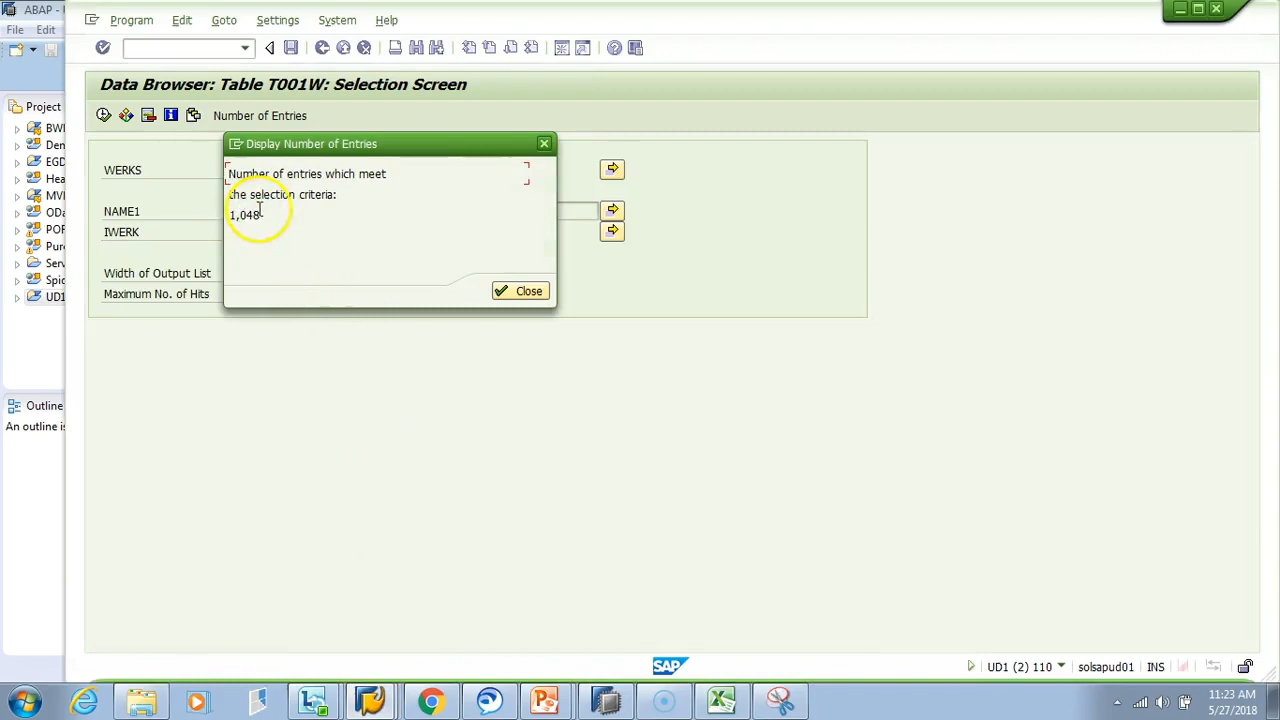 ABAP -
File Edit
Program Edit Goto Settings System Help
Data Browser: Table T001W: Selection Screen
Number of Entries
Project
BWI
Den
EGD
Hea
MVI
ODa
POF
Pure
Serv
Spic
UD1
WERKS
NAME1
IWERK
Width of Output List
Maximum No. of Hits
Display Number of Entries
Number of entries which meet
the selection criteria:
1,048
Close
Outline
An outline is
SAP
UD1 (2) 110 solsapud01 INS
11:23 AM
5/27/2018